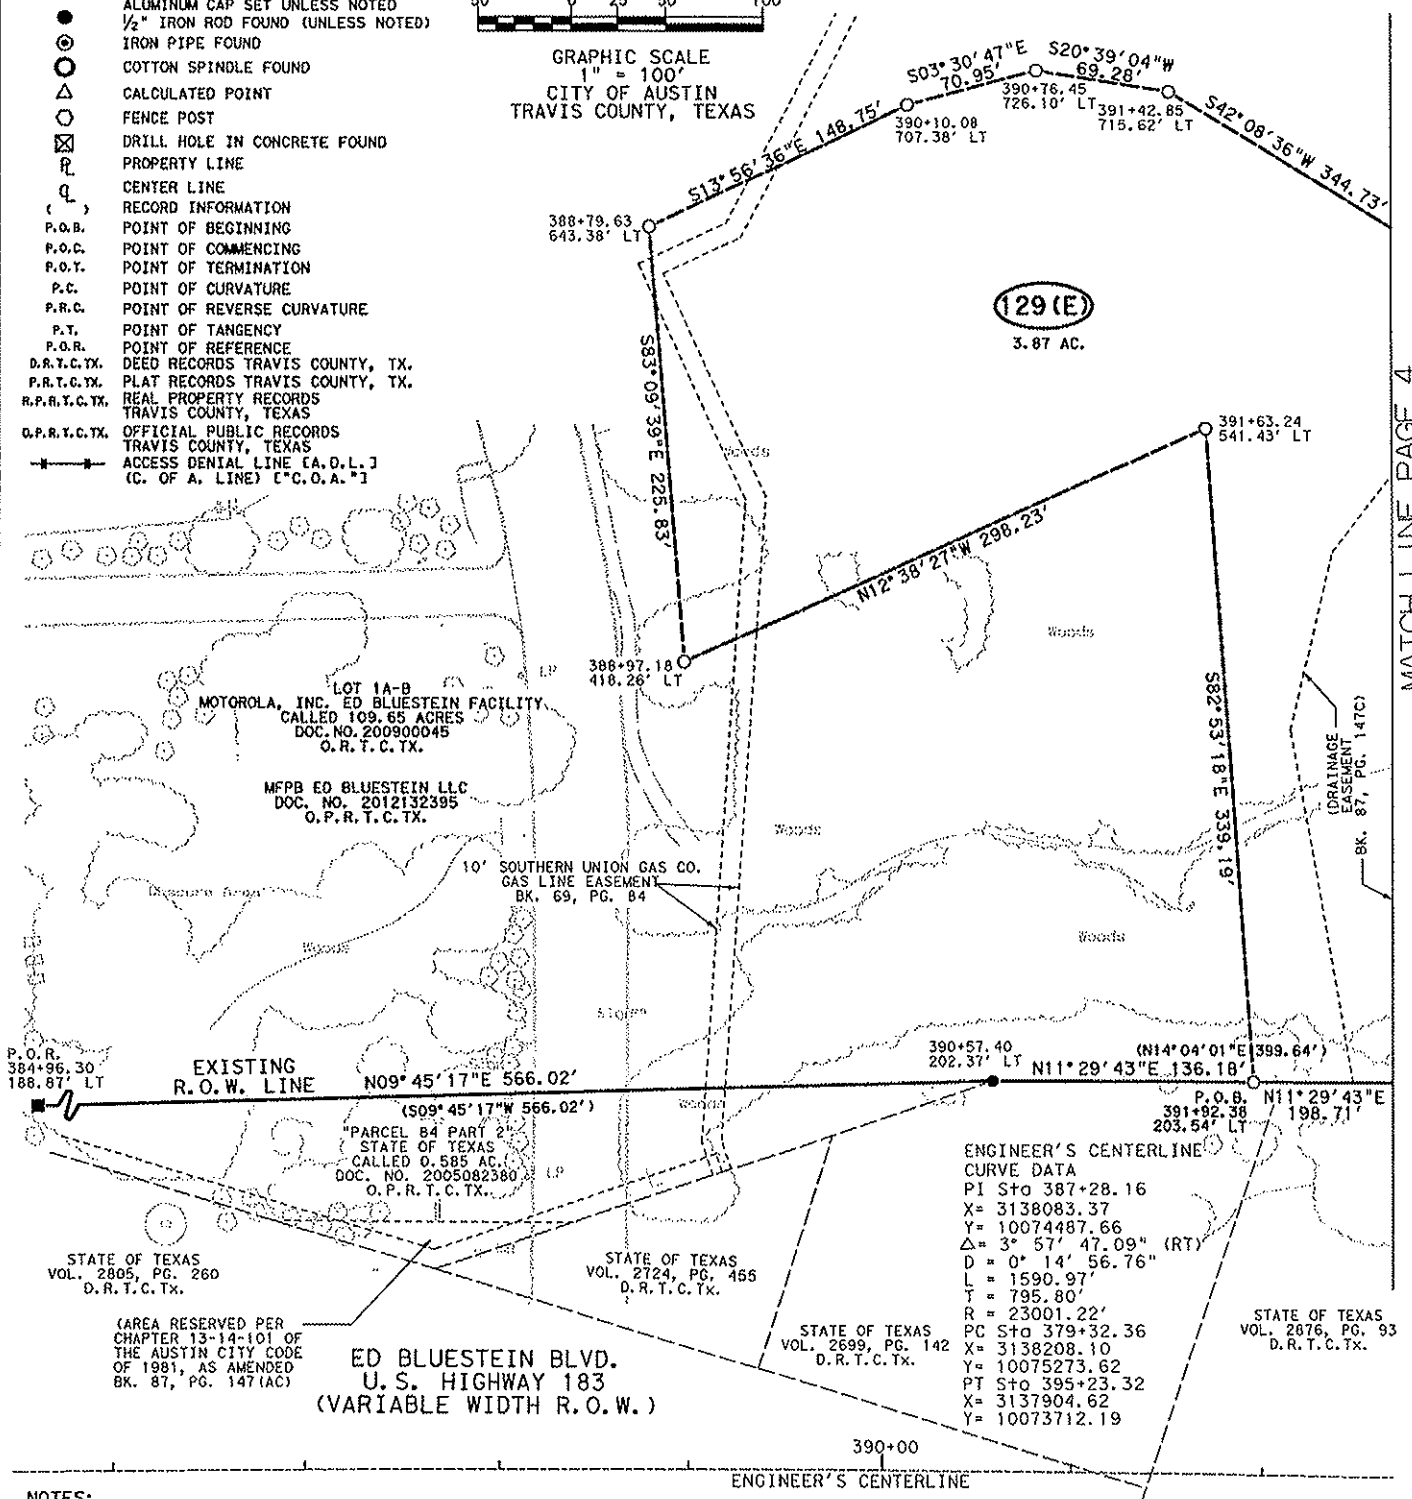 ALUMINUM CAP SET UNLESS NOTED
½" IRON ROD FOUND (UNLESS NOTED)
IRON PIPE FOUND
COTTON SPINDLE FOUND
CALCULATED POINT
FENCE POST
DRILL HOLE IN CONCRETE FOUND
PROPERTY LINE
CENTER LINE
( ) RECORD INFORMATION
P.O.B. POINT OF BEGINNING
P.O.C. POINT OF COMMENCING
P.O.T. POINT OF TERMINATION
P.C. POINT OF CURVATURE
P.R.C. POINT OF REVERSE CURVATURE
P.T. POINT OF TANGENCY
P.O.R. POINT OF REFERENCE
D.R.T.C.TX. DEED RECORDS TRAVIS COUNTY, TX.
P.R.T.C.TX. PLAT RECORDS TRAVIS COUNTY, TX.
R.P.R.T.C.TX. REAL PROPERTY RECORDS
TRAVIS COUNTY, TEXAS
O.P.R.T.C.TX. OFFICIAL PUBLIC RECORDS
TRAVIS COUNTY, TEXAS
ACCESS DENIAL LINE [A.D.L.]
(C. OF A. LINE) ["C.O.A."]
50 0 25 50 100
GRAPHIC SCALE
1" = 100'
CITY OF AUSTIN
TRAVIS COUNTY, TEXAS
S03°30'47"E
70.95'
S20°39'04"W
69.28'
390+76.45
726.10' LT
391+42.85
715.62' LT
390+10.08
707.38' LT
S42°08'36"W 344.73'
S13°56'36"E 148.75'
388+79.63
643.38' LT
129(E)
3.87 AC.
S83°09'39"E 225.83'
391+63.24
541.43' LT
MATCH LINE PAGE 4
Woods
N12°38'27"W 298.23'
Woods
388+97.18
418.26' LT
LP
LOT 1A-B
MOTOROLA, INC. ED BLUESTEIN FACILITY
CALLED 109.65 ACRES
DOC.NO.200900045
O.R.T.C.TX.
MFPB ED BLUESTEIN LLC
DOC. NO. 2012132395
O.P.R.T.C.TX.
S82°53'18"E 339.19'
(DRAINAGE
EASEMENT
BK. 87, PG. 147C)
Woods
10' SOUTHERN UNION GAS CO.
GAS LINE EASEMENT
BK. 69, PG. 84
Obscure Area
Woods
Woods
P.O.R.
384+96.30
188.87' LT
EXISTING
R.O.W. LINE
N09°45'17"E 566.02'
(S09°45'17"W 566.02')
Woods
390+57.40
202.37' LT
(N14°04'01"E 399.64')
N11°29'43"E 136.18'
P.O.B.
391+92.38
203.54' LT
N11°29'43"E
198.71'
"PARCEL 84 PART 2"
STATE OF TEXAS
CALLED 0.585 AC.
DOC. NO. 2005082380
O.P.R.T.C.TX.
LP
ENGINEER'S CENTERLINE
CURVE DATA
PI Sta 387+28.16
X= 3138083.37
Y= 10074487.66
Δ= 3° 57' 47.09" (RT)
D = 0° 14' 56.76"
L = 1590.97'
T = 795.80'
R = 23001.22'
PC Sta 379+32.36
X= 3138208.10
Y= 10075273.62
PT Sta 395+23.32
X= 3137904.62
Y= 10073712.19
STATE OF TEXAS
VOL. 2805, PG. 260
D.R.T.C.Tx.
STATE OF TEXAS
VOL. 2724, PG. 455
D.R.T.C.Tx.
STATE OF TEXAS
VOL. 2699, PG. 142
D.R.T.C.Tx.
STATE OF TEXAS
VOL. 2676, PG. 93
D.R.T.C.Tx.
(AREA RESERVED PER
CHAPTER 13-14-101 OF
THE AUSTIN CITY CODE
OF 1981, AS AMENDED
BK. 87, PG. 147(AC)
ED BLUESTEIN BLVD.
U.S. HIGHWAY 183
(VARIABLE WIDTH R.O.W.)
390+00
ENGINEER'S CENTERLINE
NOTES: